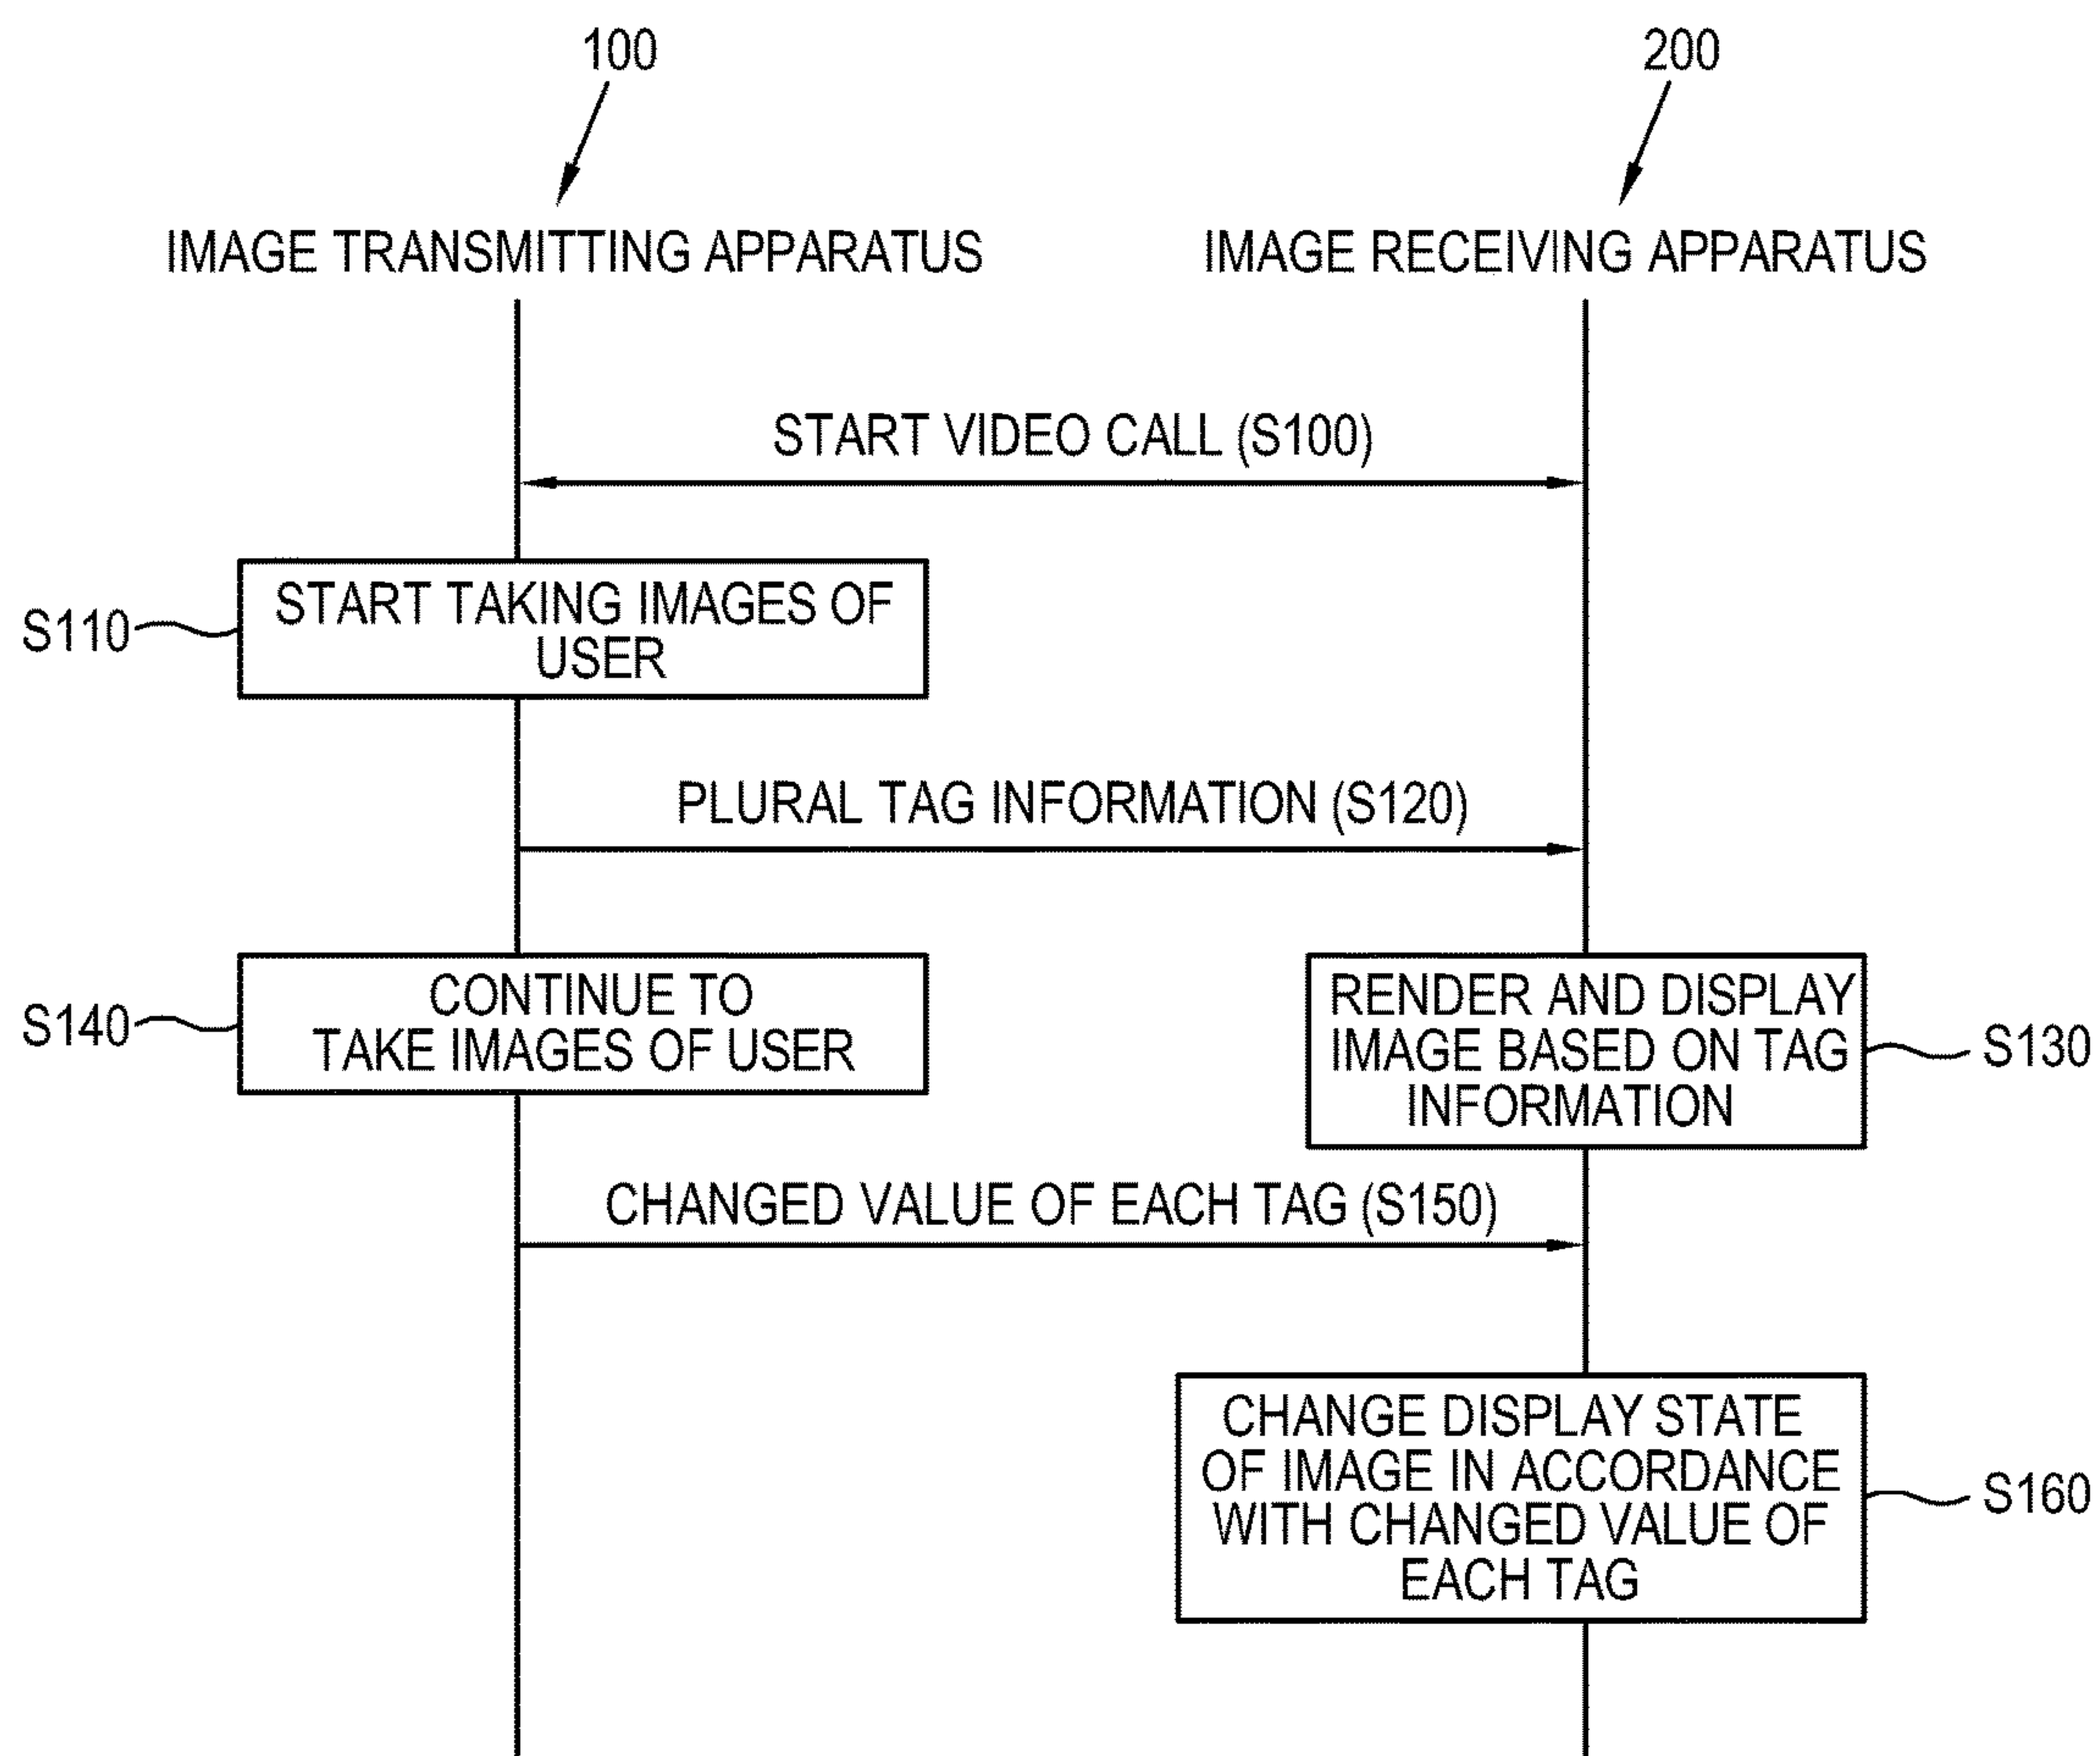 100
200
IMAGE TRANSMITTING APPARATUS
IMAGE RECEIVING APPARATUS
START VIDEO CALL (S100)
S110
START TAKING IMAGES OF
USER
PLURAL TAG INFORMATION (S120)
S140
CONTINUE TO
TAKE IMAGES OF USER
RENDER AND DISPLAY
IMAGE BASED ON TAG
INFORMATION
S130
CHANGED VALUE OF EACH TAG (S150)
CHANGE DISPLAY STATE
OF IMAGE IN ACCORDANCE
WITH CHANGED VALUE OF
EACH TAG
S160